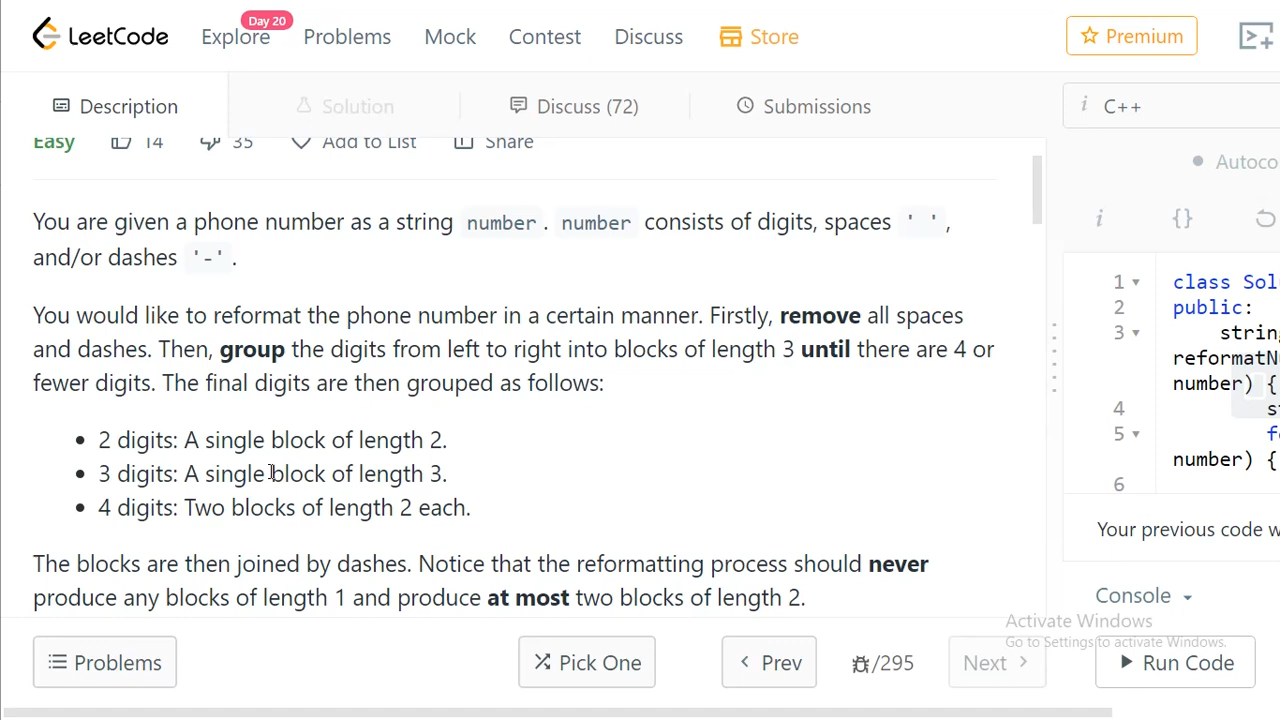 LeetCode Explore Day 20 Problems Mock Contest Discuss Store Premium
Description Solution Discuss (72) Submissions i C++
Easy 14 35 Add to List Share
Autoco
i {}
You are given a phone number as a string number. number consists of digits, spaces ' ',
and/or dashes '-'.
You would like to reformat the phone number in a certain manner. Firstly, remove all spaces
and dashes. Then, group the digits from left to right into blocks of length 3 until there are 4 or
fewer digits. The final digits are then grouped as follows:
• 2 digits: A single block of length 2.
• 3 digits: A single block of length 3.
• 4 digits: Two blocks of length 2 each.
The blocks are then joined by dashes. Notice that the reformatting process should never
produce any blocks of length 1 and produce at most two blocks of length 2.
1 class Sol
2 public:
3 string
reformatNu
number) {
4 s
5 fo
number) {
6
Your previous code w
Console
Activate Windows
Go to Settings to activate Windows.
Problems Pick One < Prev /295 Next > Run Code